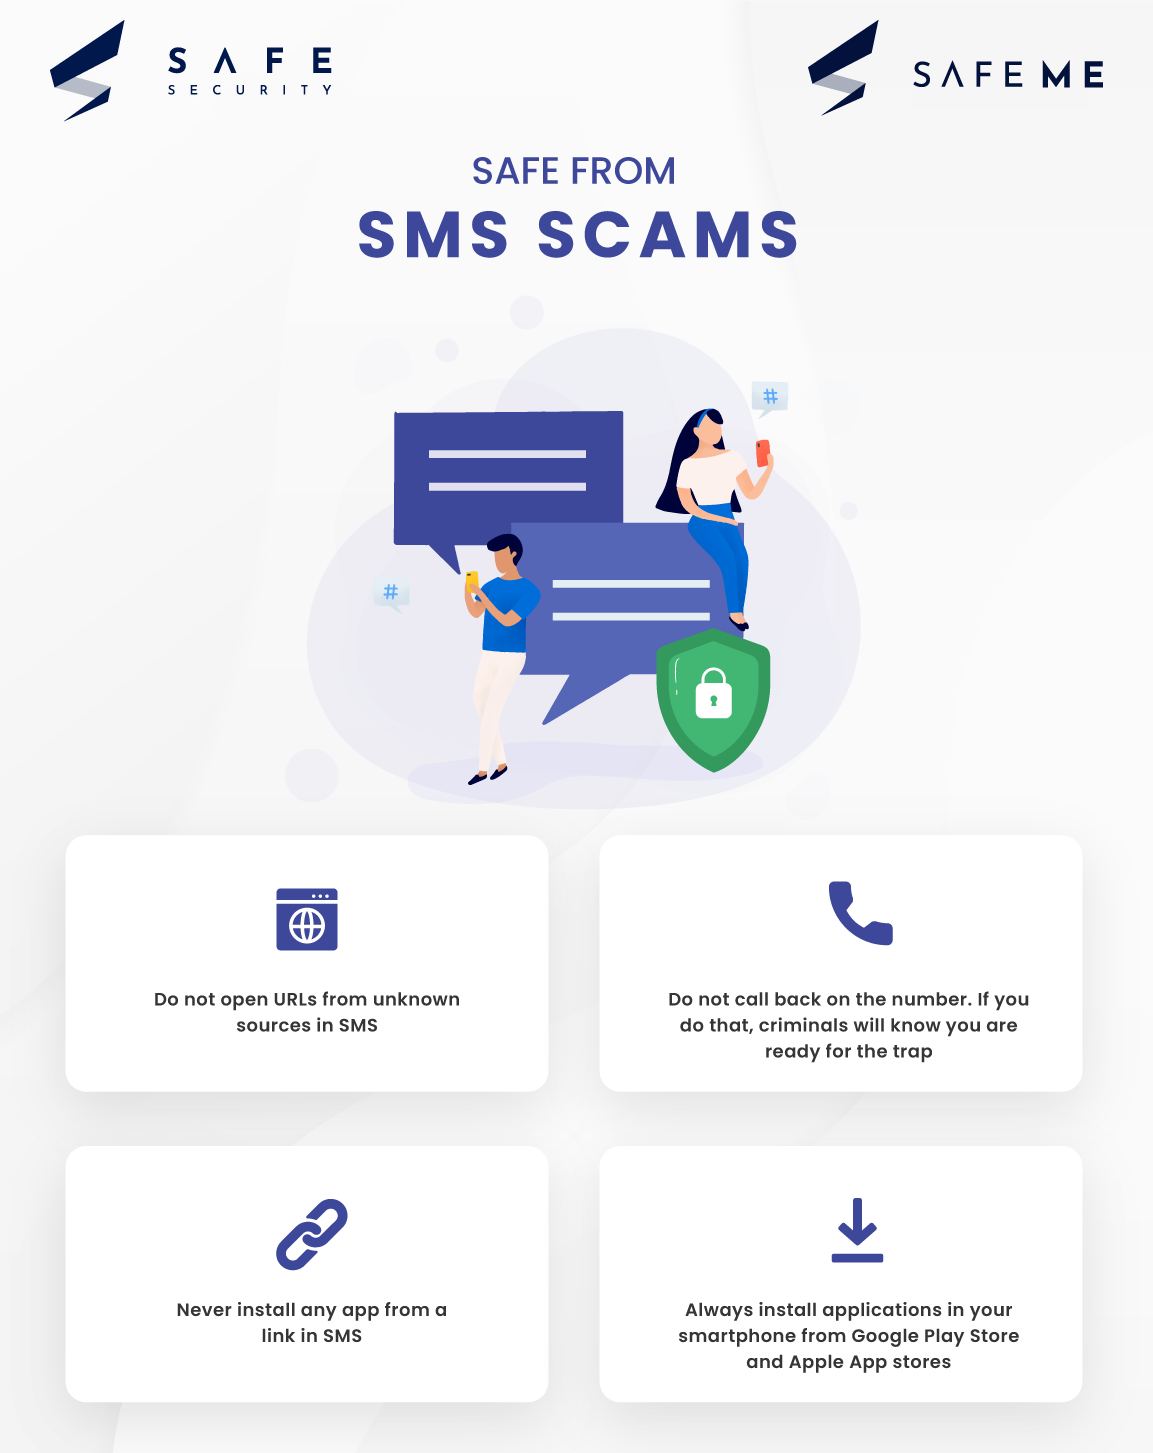 SAFE
SECURITY
SAFE ME
SAFE FROM
SMS SCAMS
#
#
Do not open URLs from unknown
sources in SMS
Do not call back on the number. If you
do that, criminals will know you are
ready for the trap
Never install any app from a
link in SMS
Always install applications in your
smartphone from Google Play Store
and Apple App stores